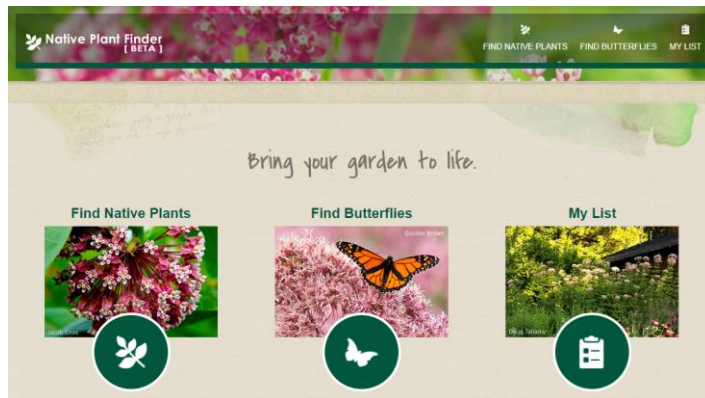 Native Plant Finder
[ BETA ]
FIND NATIVE PLANTS FIND BUTTERFLIES MY LIST
Bring your garden to life.
Find Native Plants Find Butterflies My List
Gordon Brown
Doug Tallamy